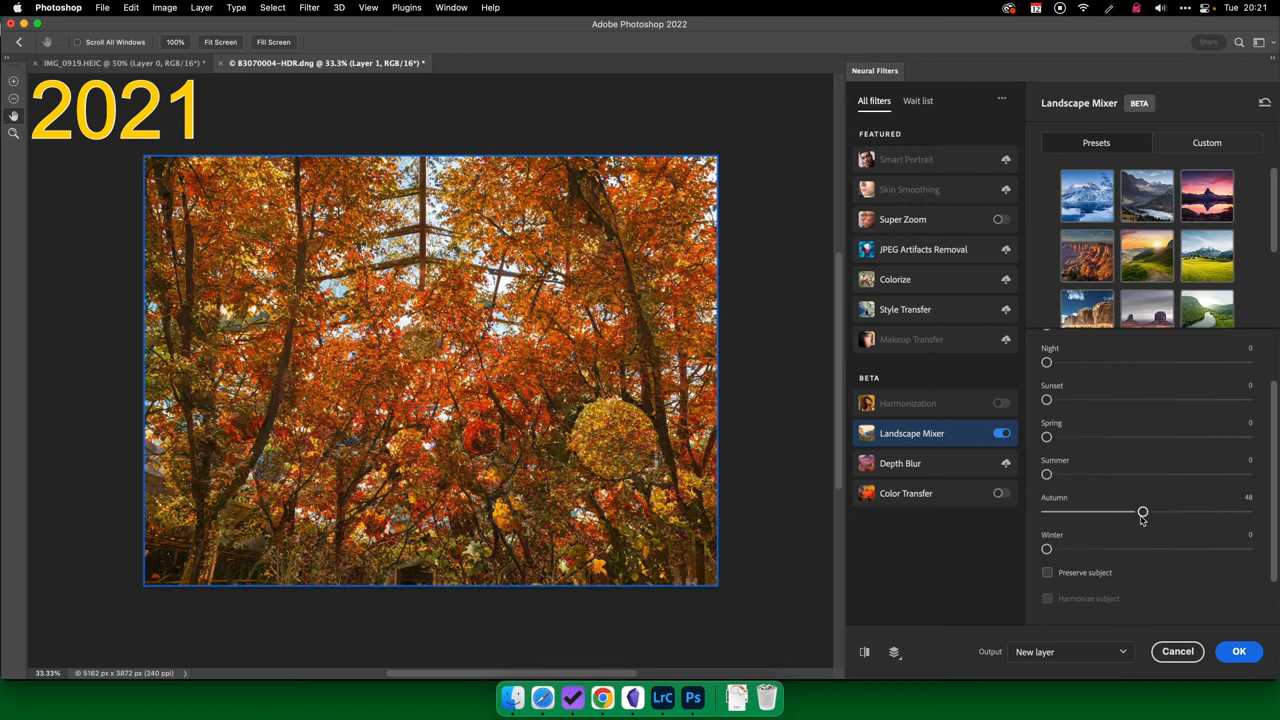 Photoshop File Edit Image Layer Type Select Filter 3D View Plugins Window Help 12 Tue 20:21
Adobe Photoshop 2022
Scroll All Windows 100% Fit Screen Fill Screen Share
× IMG_0919.HEIC @ 50% (Layer 0, RGB/16*) * × © B3070004-HDR.dng @ 33.3% (Layer 1, RGB/16*) *
2021
Neural Filters
All filters Wait list ...
FEATURED
Smart Portrait
Skin Smoothing
Super Zoom
JPEG Artifacts Removal
Colorize
Style Transfer
Makeup Transfer
BETA
Harmonization
Landscape Mixer
Depth Blur
Color Transfer
Landscape Mixer BETA
Presets Custom
Night 0
Sunset 0
Spring 0
Summer 0
Autumn 48
Winter 0
Preserve subject
Harmonize subject
Output New layer Cancel OK
33.33% © 5162 px x 3872 px (240 ppi)
LrC Ps